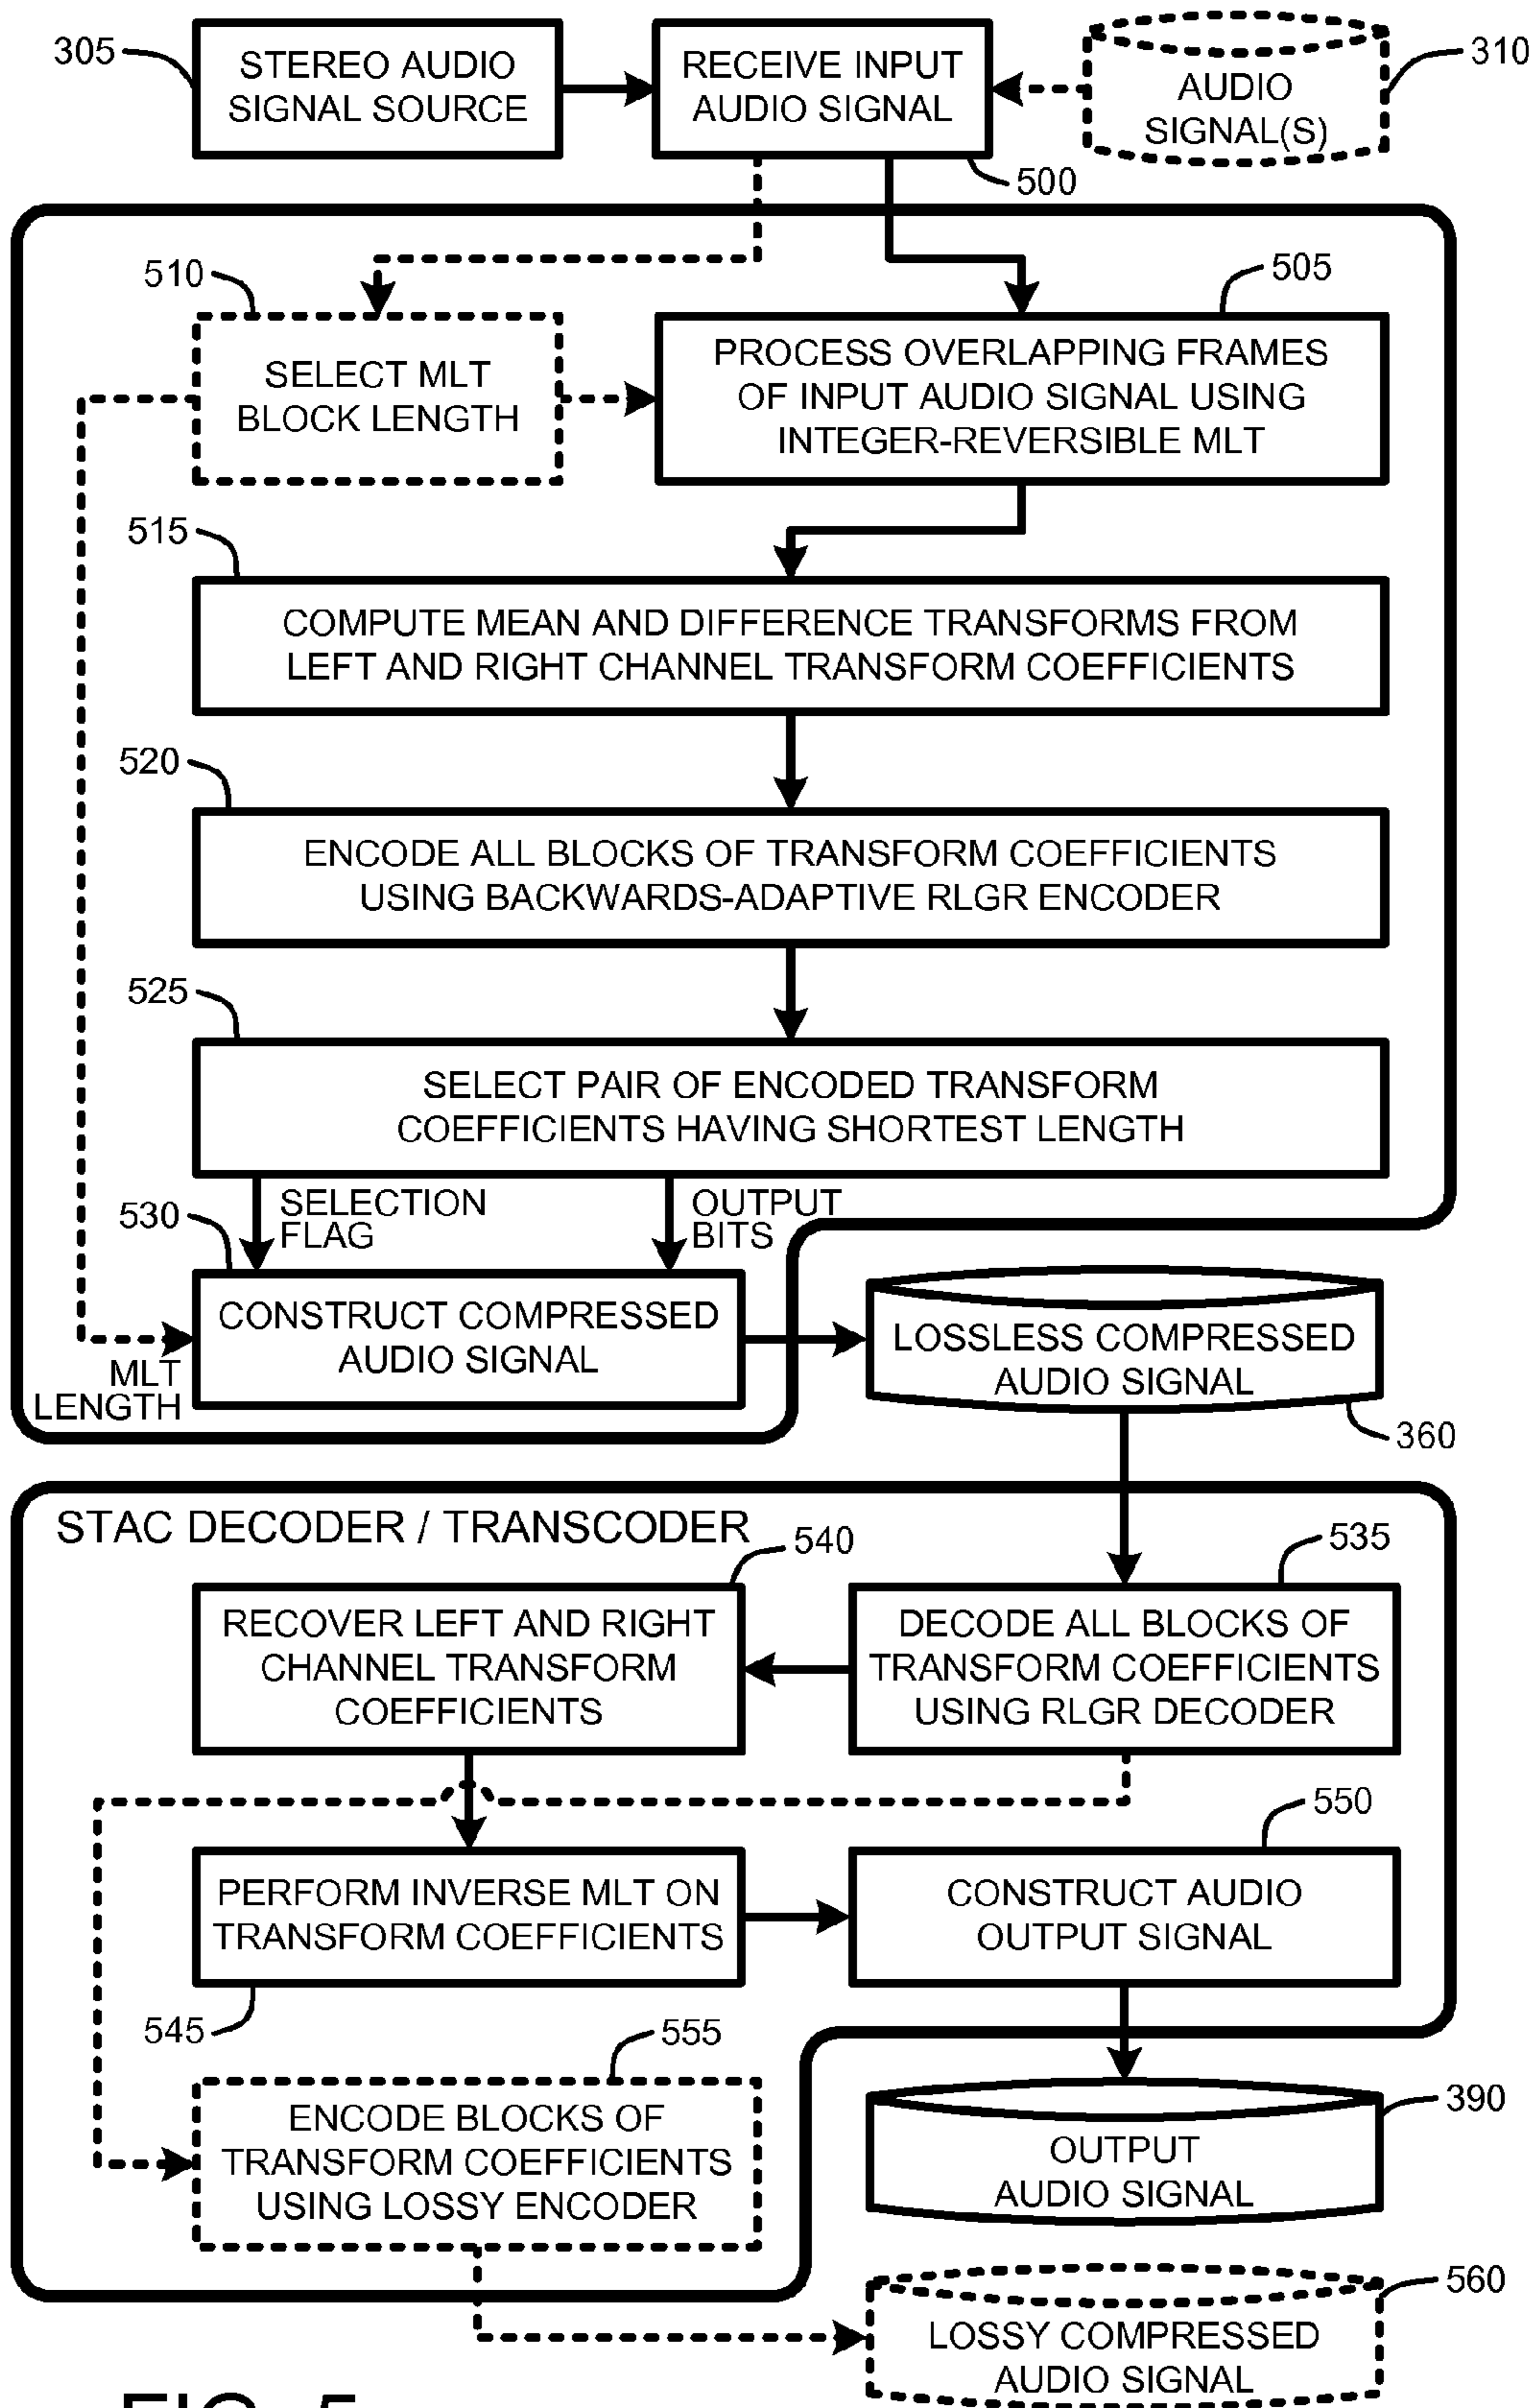 305
STEREO AUDIO
SIGNAL SOURCE
RECEIVE INPUT
AUDIO SIGNAL
AUDIO
SIGNAL(S)
310
500
510
SELECT MLT
BLOCK LENGTH
505
PROCESS OVERLAPPING FRAMES
OF INPUT AUDIO SIGNAL USING
INTEGER-REVERSIBLE MLT
515
COMPUTE MEAN AND DIFFERENCE TRANSFORMS FROM
LEFT AND RIGHT CHANNEL TRANSFORM COEFFICIENTS
520
ENCODE ALL BLOCKS OF TRANSFORM COEFFICIENTS
USING BACKWARDS-ADAPTIVE RLGR ENCODER
525
SELECT PAIR OF ENCODED TRANSFORM
COEFFICIENTS HAVING SHORTEST LENGTH
SELECTION
FLAG
OUTPUT
BITS
530
CONSTRUCT COMPRESSED
AUDIO SIGNAL
MLT
LENGTH
LOSSLESS COMPRESSED
AUDIO SIGNAL
360
STAC DECODER / TRANSCODER
540
RECOVER LEFT AND RIGHT
CHANNEL TRANSFORM
COEFFICIENTS
535
DECODE ALL BLOCKS OF
TRANSFORM COEFFICIENTS
USING RLGR DECODER
PERFORM INVERSE MLT ON
TRANSFORM COEFFICIENTS
545
550
CONSTRUCT AUDIO
OUTPUT SIGNAL
555
ENCODE BLOCKS OF
TRANSFORM COEFFICIENTS
USING LOSSY ENCODER
390
OUTPUT
AUDIO SIGNAL
560
LOSSY COMPRESSED
AUDIO SIGNAL
FIG. 5